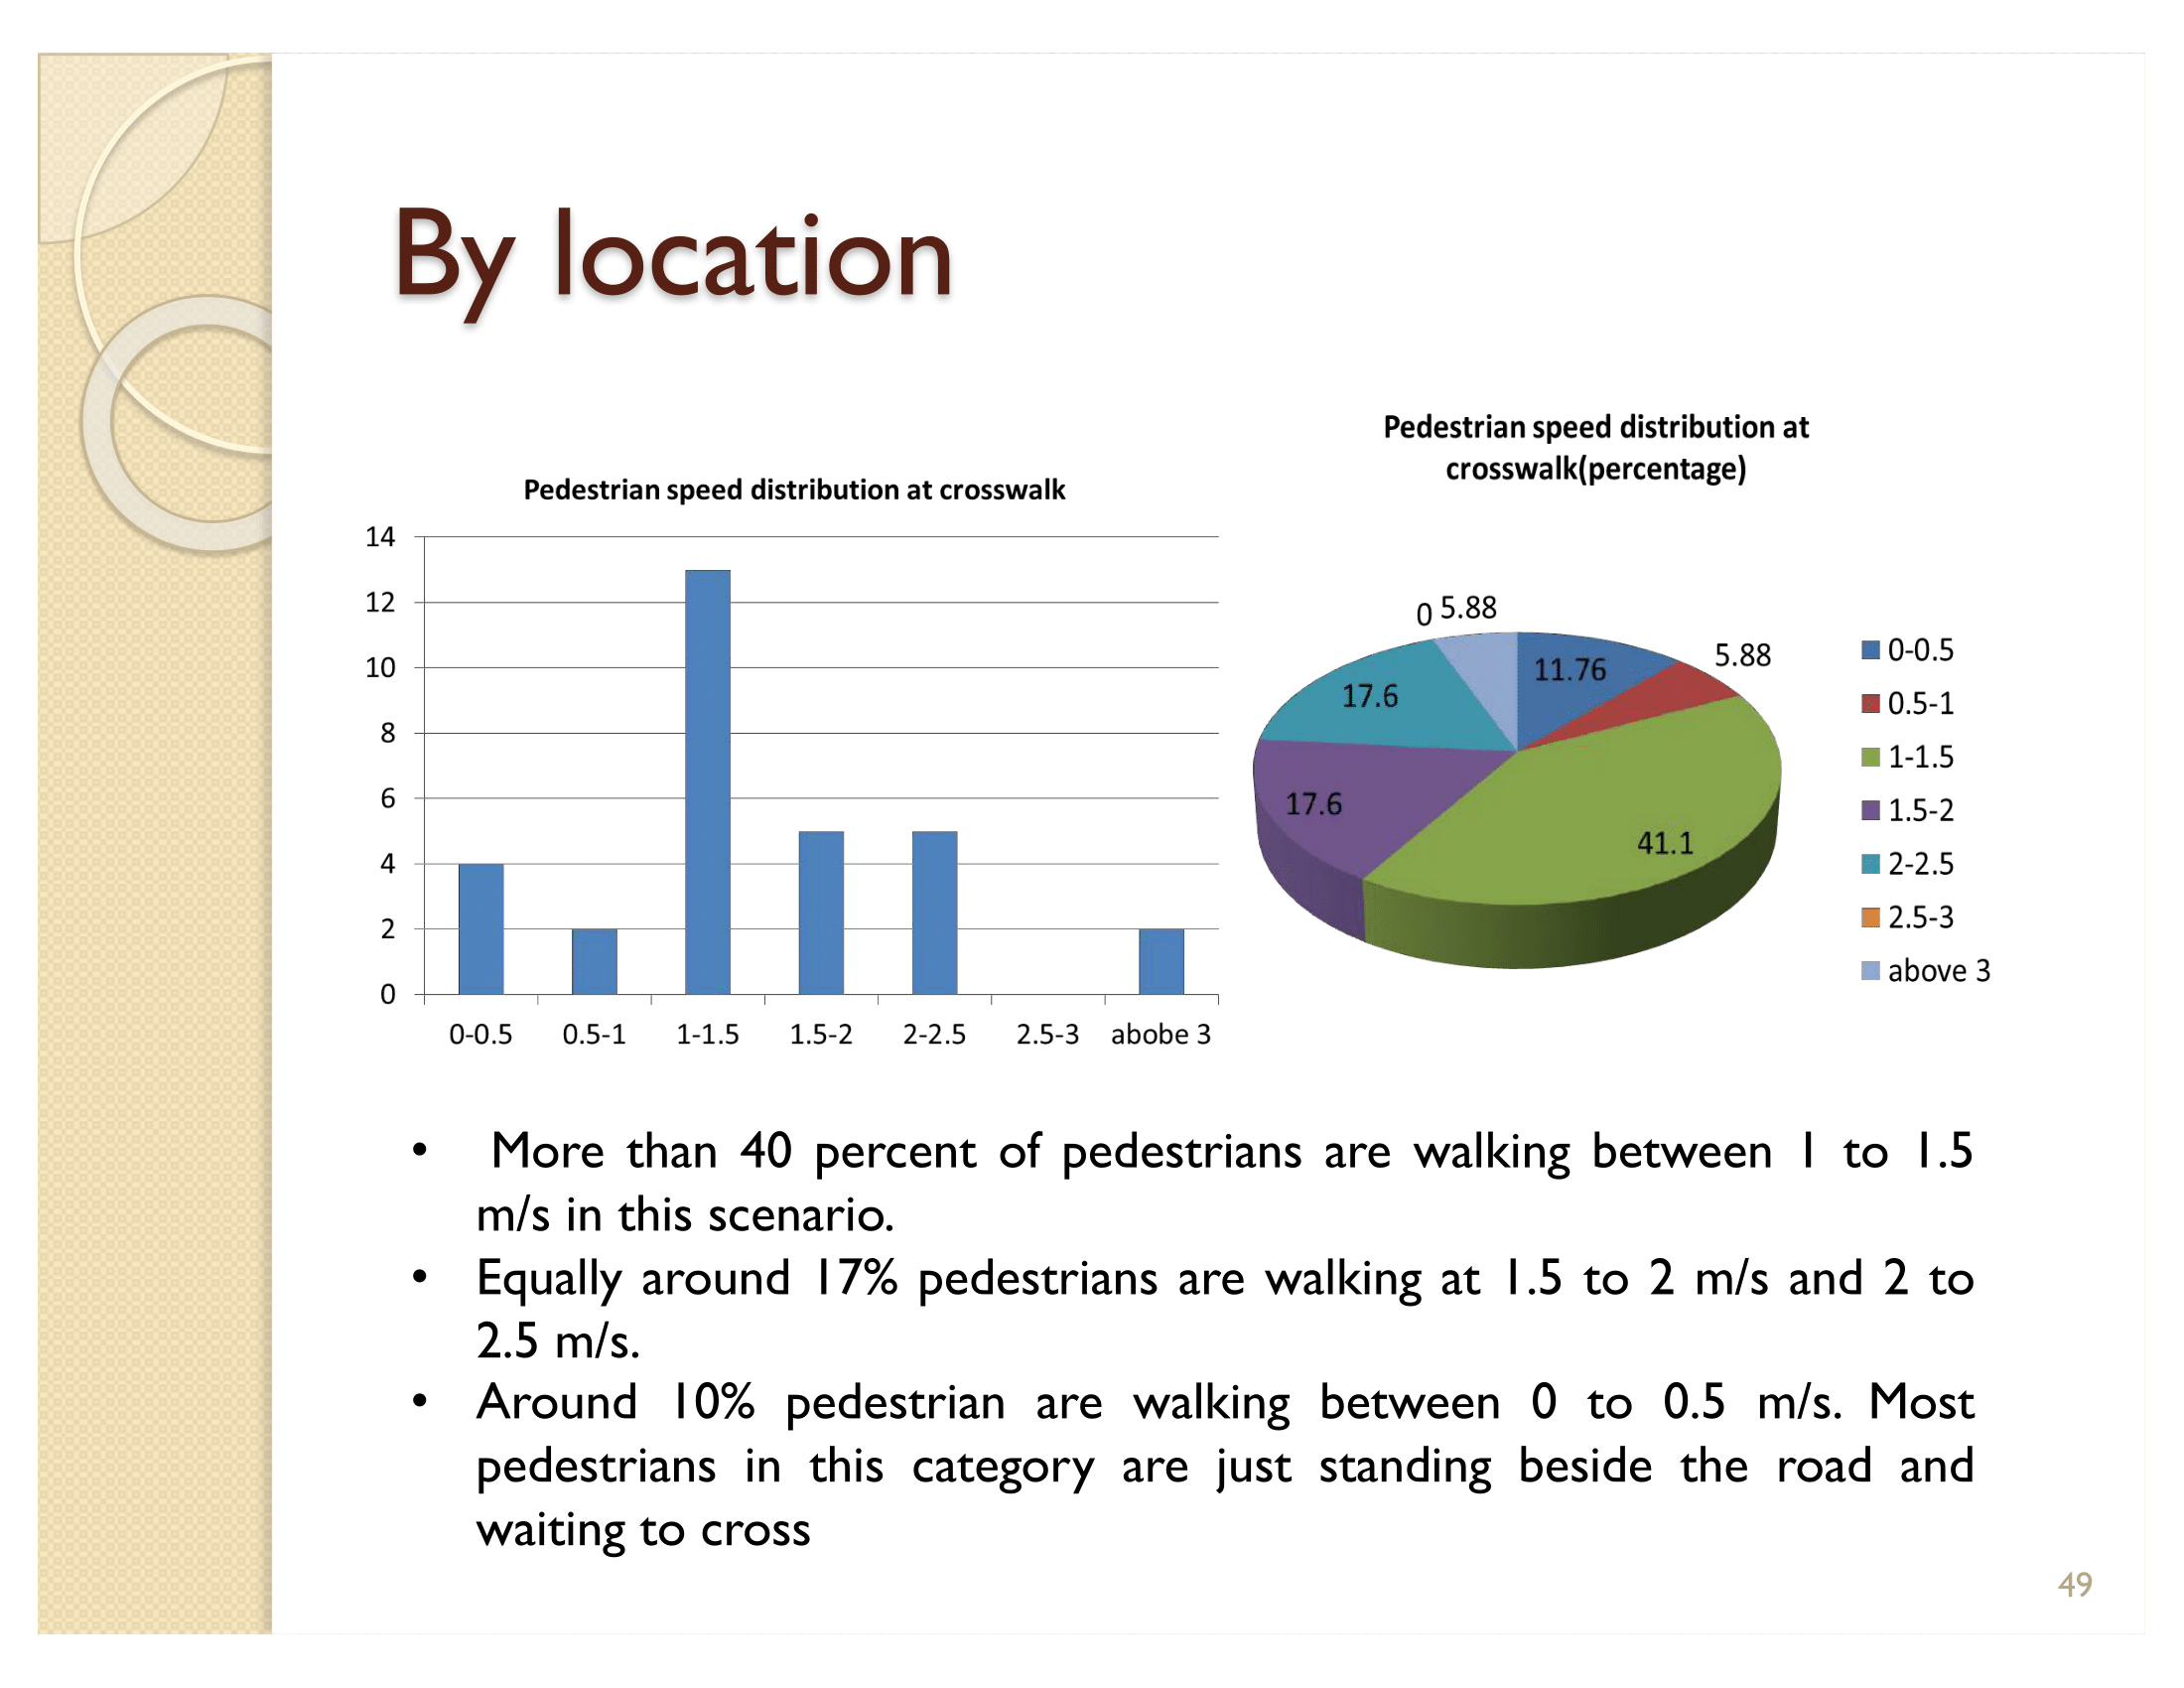 By location
Pedestrian speed distribution at crosswalk
14
12
10
8
6
4
2
0
0-0.5 0.5-1 1-1.5 1.5-2 2-2.5 2.5-3 abobe 3
Pedestrian speed distribution at
crosswalk(percentage)
0 5.88
11.76
5.88
17.6
17.6
41.1
0-0.5
0.5-1
1-1.5
1.5-2
2-2.5
2.5-3
above 3
• More than 40 percent of pedestrians are walking between 1 to 1.5
m/s in this scenario.
• Equally around 17% pedestrians are walking at 1.5 to 2 m/s and 2 to
2.5 m/s.
• Around 10% pedestrian are walking between 0 to 0.5 m/s. Most
pedestrians in this category are just standing beside the road and
waiting to cross
49